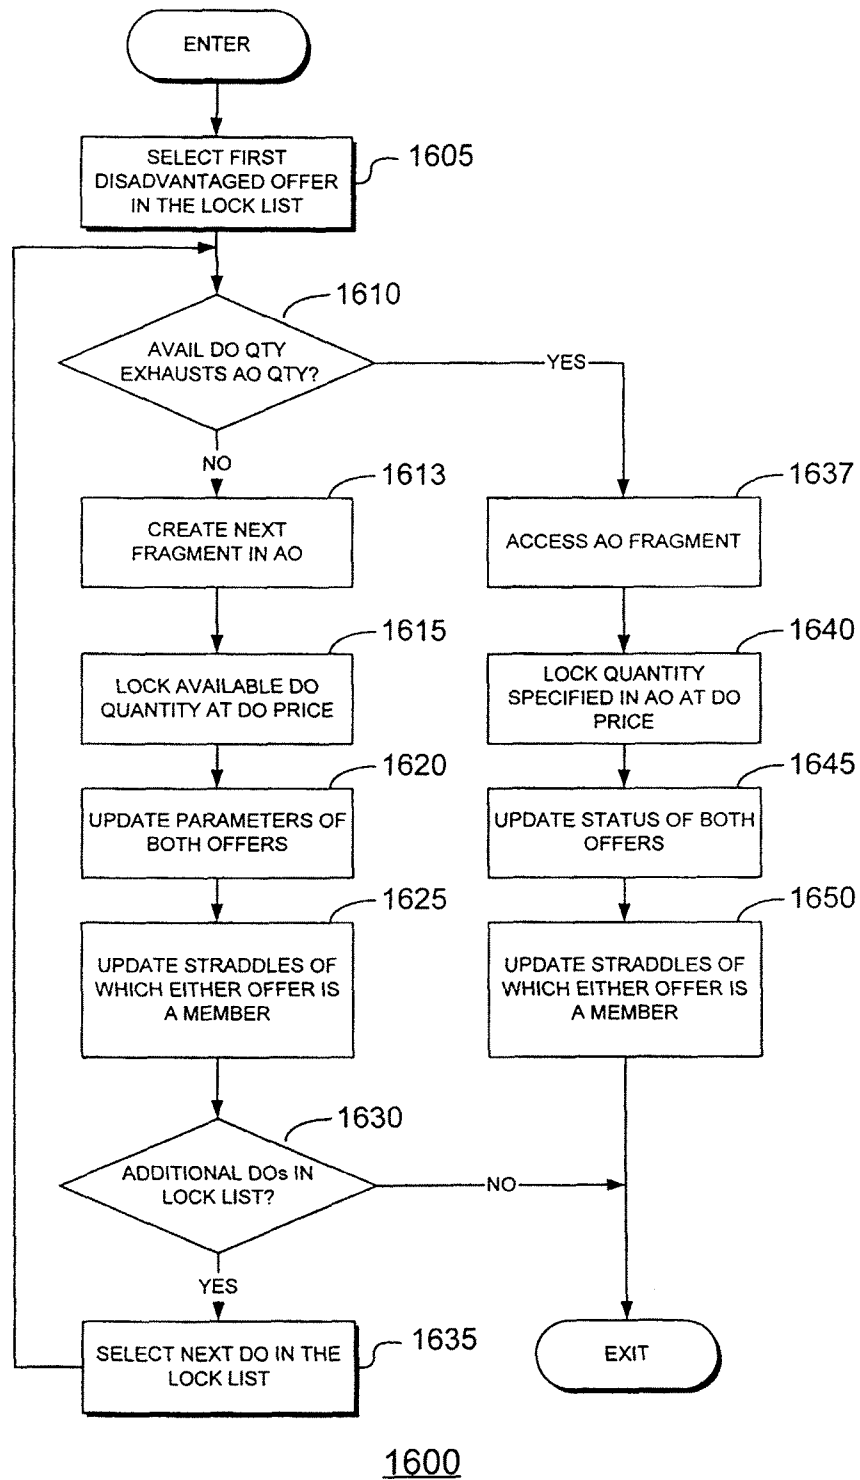 ENTER
SELECT FIRST
DISADVANTAGED OFFER
IN THE LOCK LIST
1605
1610
AVAIL DO QTY
EXHAUSTS AO QTY?
YES
NO
1613
CREATE NEXT
FRAGMENT IN AO
1637
ACCESS AO FRAGMENT
1615
LOCK AVAILABLE DO
QUANTITY AT DO PRICE
1640
LOCK QUANTITY
SPECIFIED IN AO AT DO
PRICE
1620
UPDATE PARAMETERS OF
BOTH OFFERS
1645
UPDATE STATUS OF BOTH
OFFERS
1625
UPDATE STRADDLES OF
WHICH EITHER OFFER IS
A MEMBER
1650
UPDATE STRADDLES OF
WHICH EITHER OFFER IS
A MEMBER
1630
ADDITIONAL DOs IN
LOCK LIST?
NO
YES
1635
SELECT NEXT DO IN THE
LOCK LIST
EXIT
1600